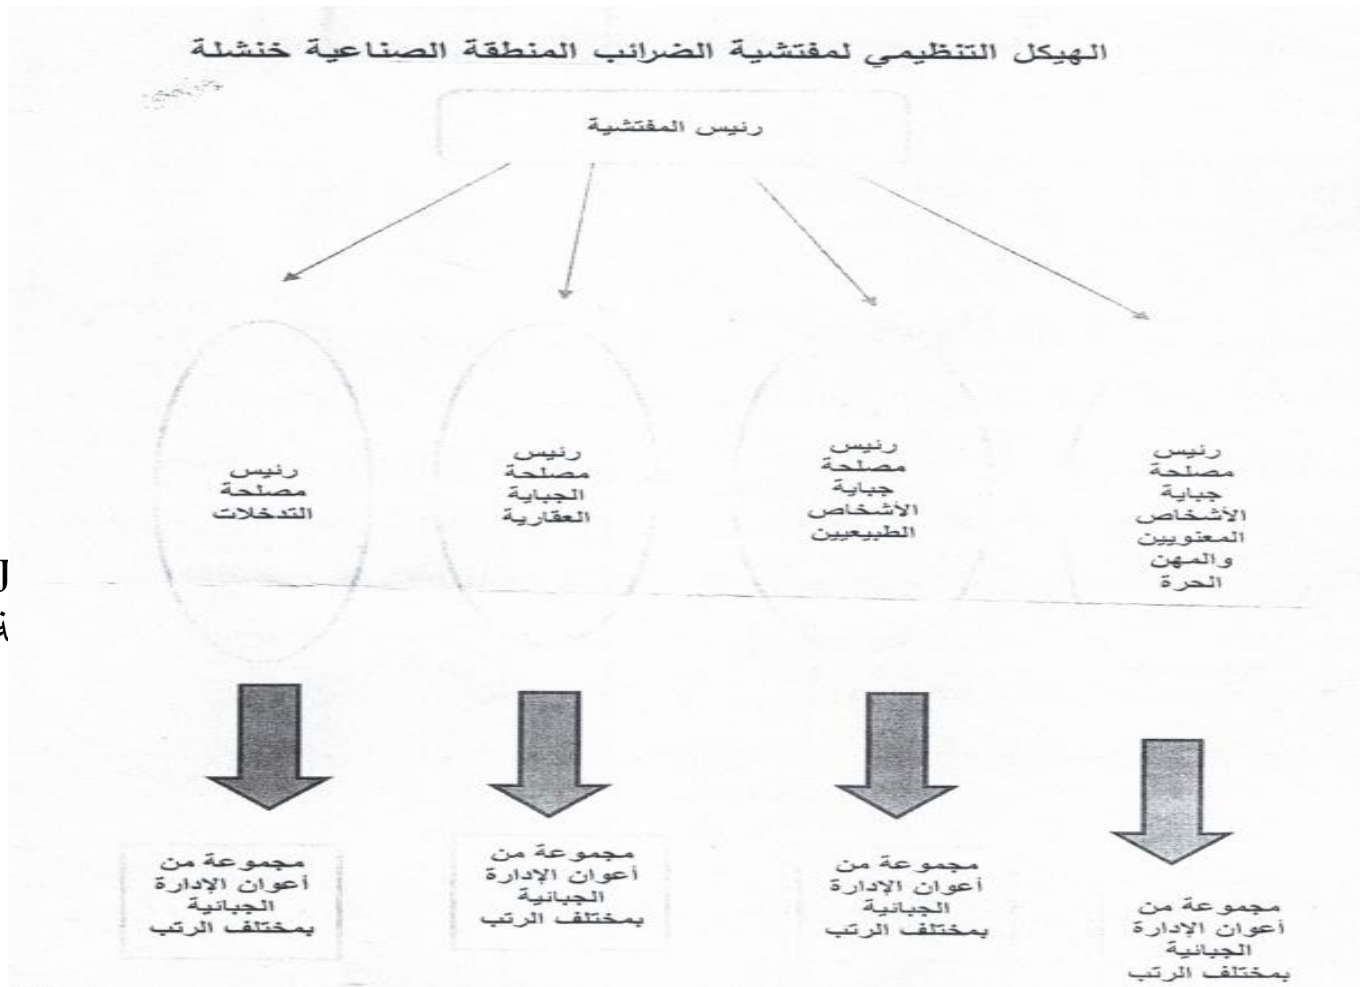 الهيكل التنظيمي لمفتشية الضرائب المنطقة الصناعية خنشلة
رئيس المفتشية
رئيس
مصلحة
جباية
الأشخاص
المعنويين
والمهن
الحرة
رئيس
مصلحة
جباية
الأشخاص
الطبيعيين
رئيس
مصلحة
الجباية
العقارية
رئيس
مصلحة
التدخلات
مجموعة من
أعوان الإدارة
الجبائية
بمختلف الرتب
مجموعة من
أعوان الإدارة
الجبائية
بمختلف الرتب
مجموعة من
أعوان الإدارة
الجبائية
بمختلف الرتب
مجموعة من
أعوان الإدارة
الجبائية
بمختلف الرتب